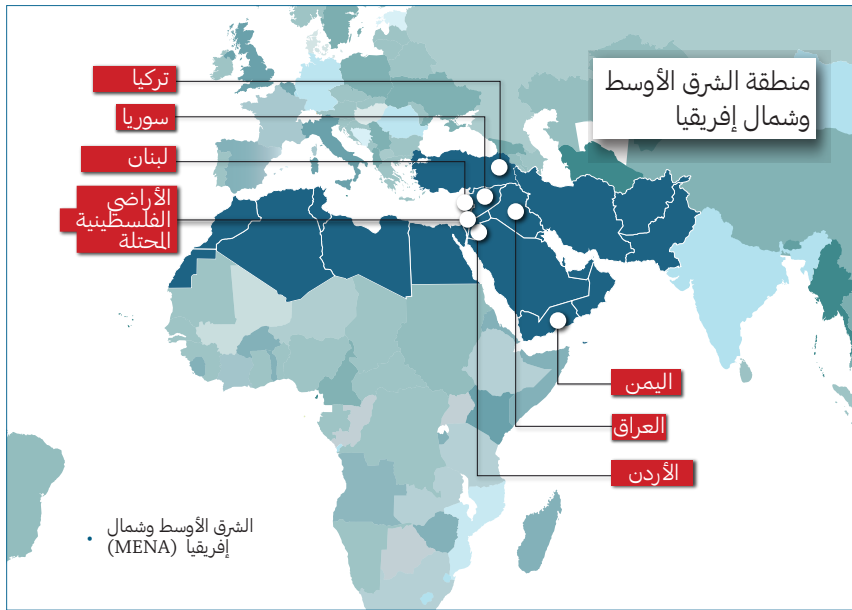 منطقة الشرق الأوسط
وشمال إفريقيا
تركيا
سوريا
لبنان
الأراضي
الفلسطينية
المحتلة
اليمن
العراق
الأردن
الشرق الأوسط وشمال
إفريقيا (MENA)